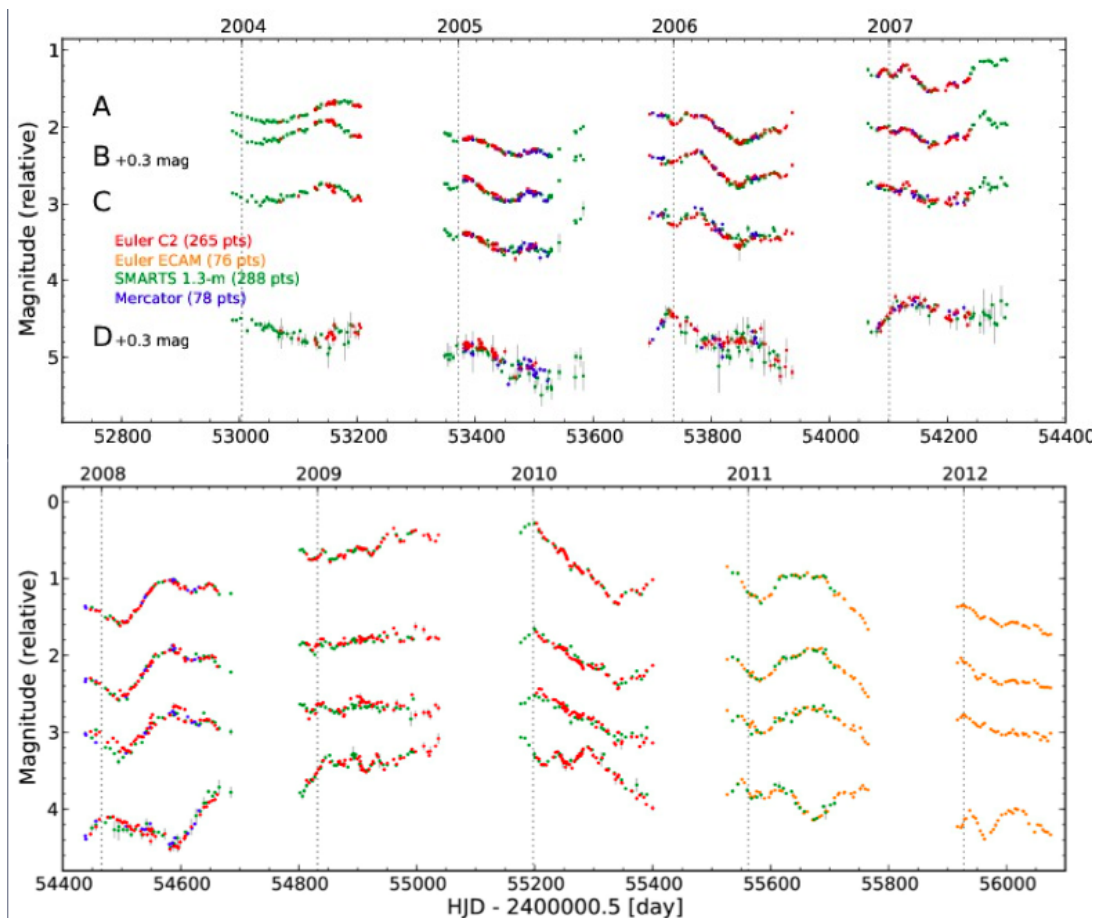 2004 2005 2006 2007
1
A
2
B +0.3 mag
3
C
Euler C2 (265 pts)
Euler ECAM (76 pts)
SMARTS 1.3-m (288 pts)
Mercator (78 pts)
4
D +0.3 mag
5
Magnitude (relative)
52800 53000 53200 53400 53600 53800 54000 54200 54400
2008 2009 2010 2011 2012
0
1
2
3
4
Magnitude (relative)
54400 54600 54800 55000 55200 55400 55600 55800 56000
HJD - 2400000.5 [day]